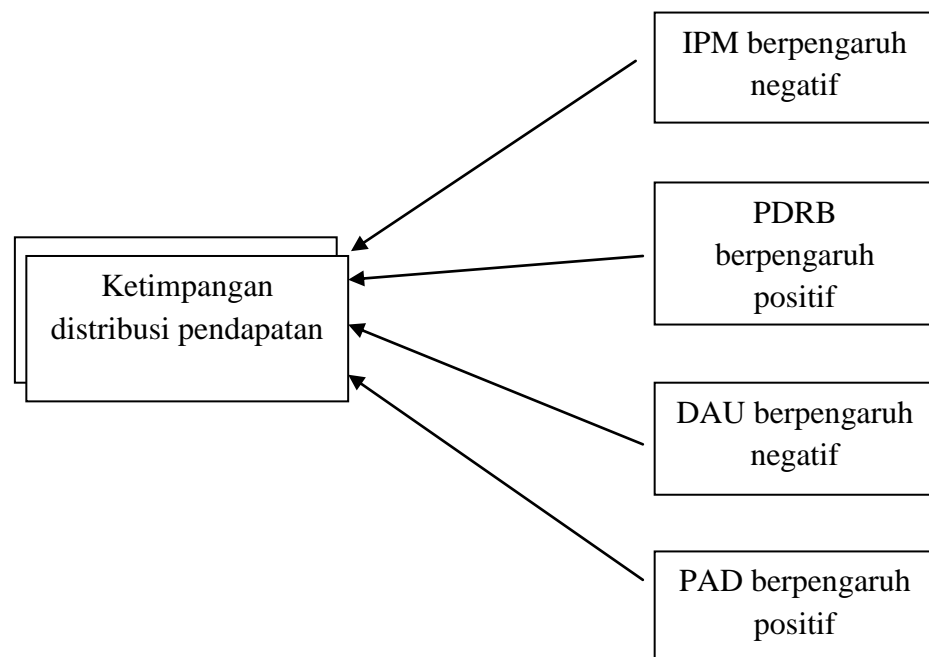 IPM berpengaruh
negatif
PDRB
berpengaruh
positif
Ketimpangan
distribusi pendapatan
DAU berpengaruh
negatif
PAD berpengaruh
positif